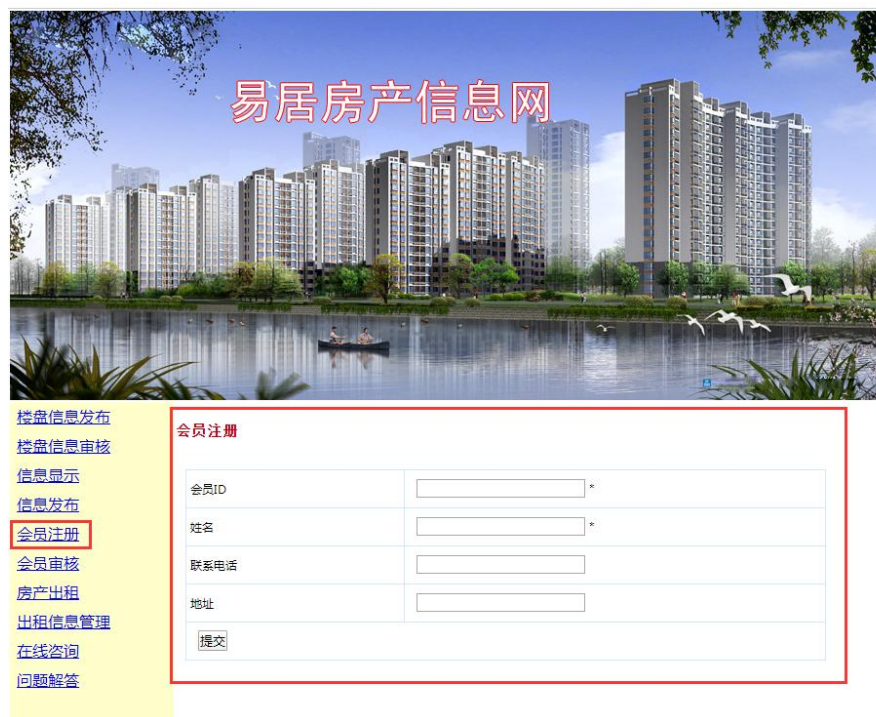 易居房产信息网
楼盘信息发布
楼盘信息审核
信息显示
信息发布
会员注册
会员审核
房产出租
出租信息管理
在线咨询
问题解答
会员注册
会员ID *
姓名 *
联系电话
地址
提交